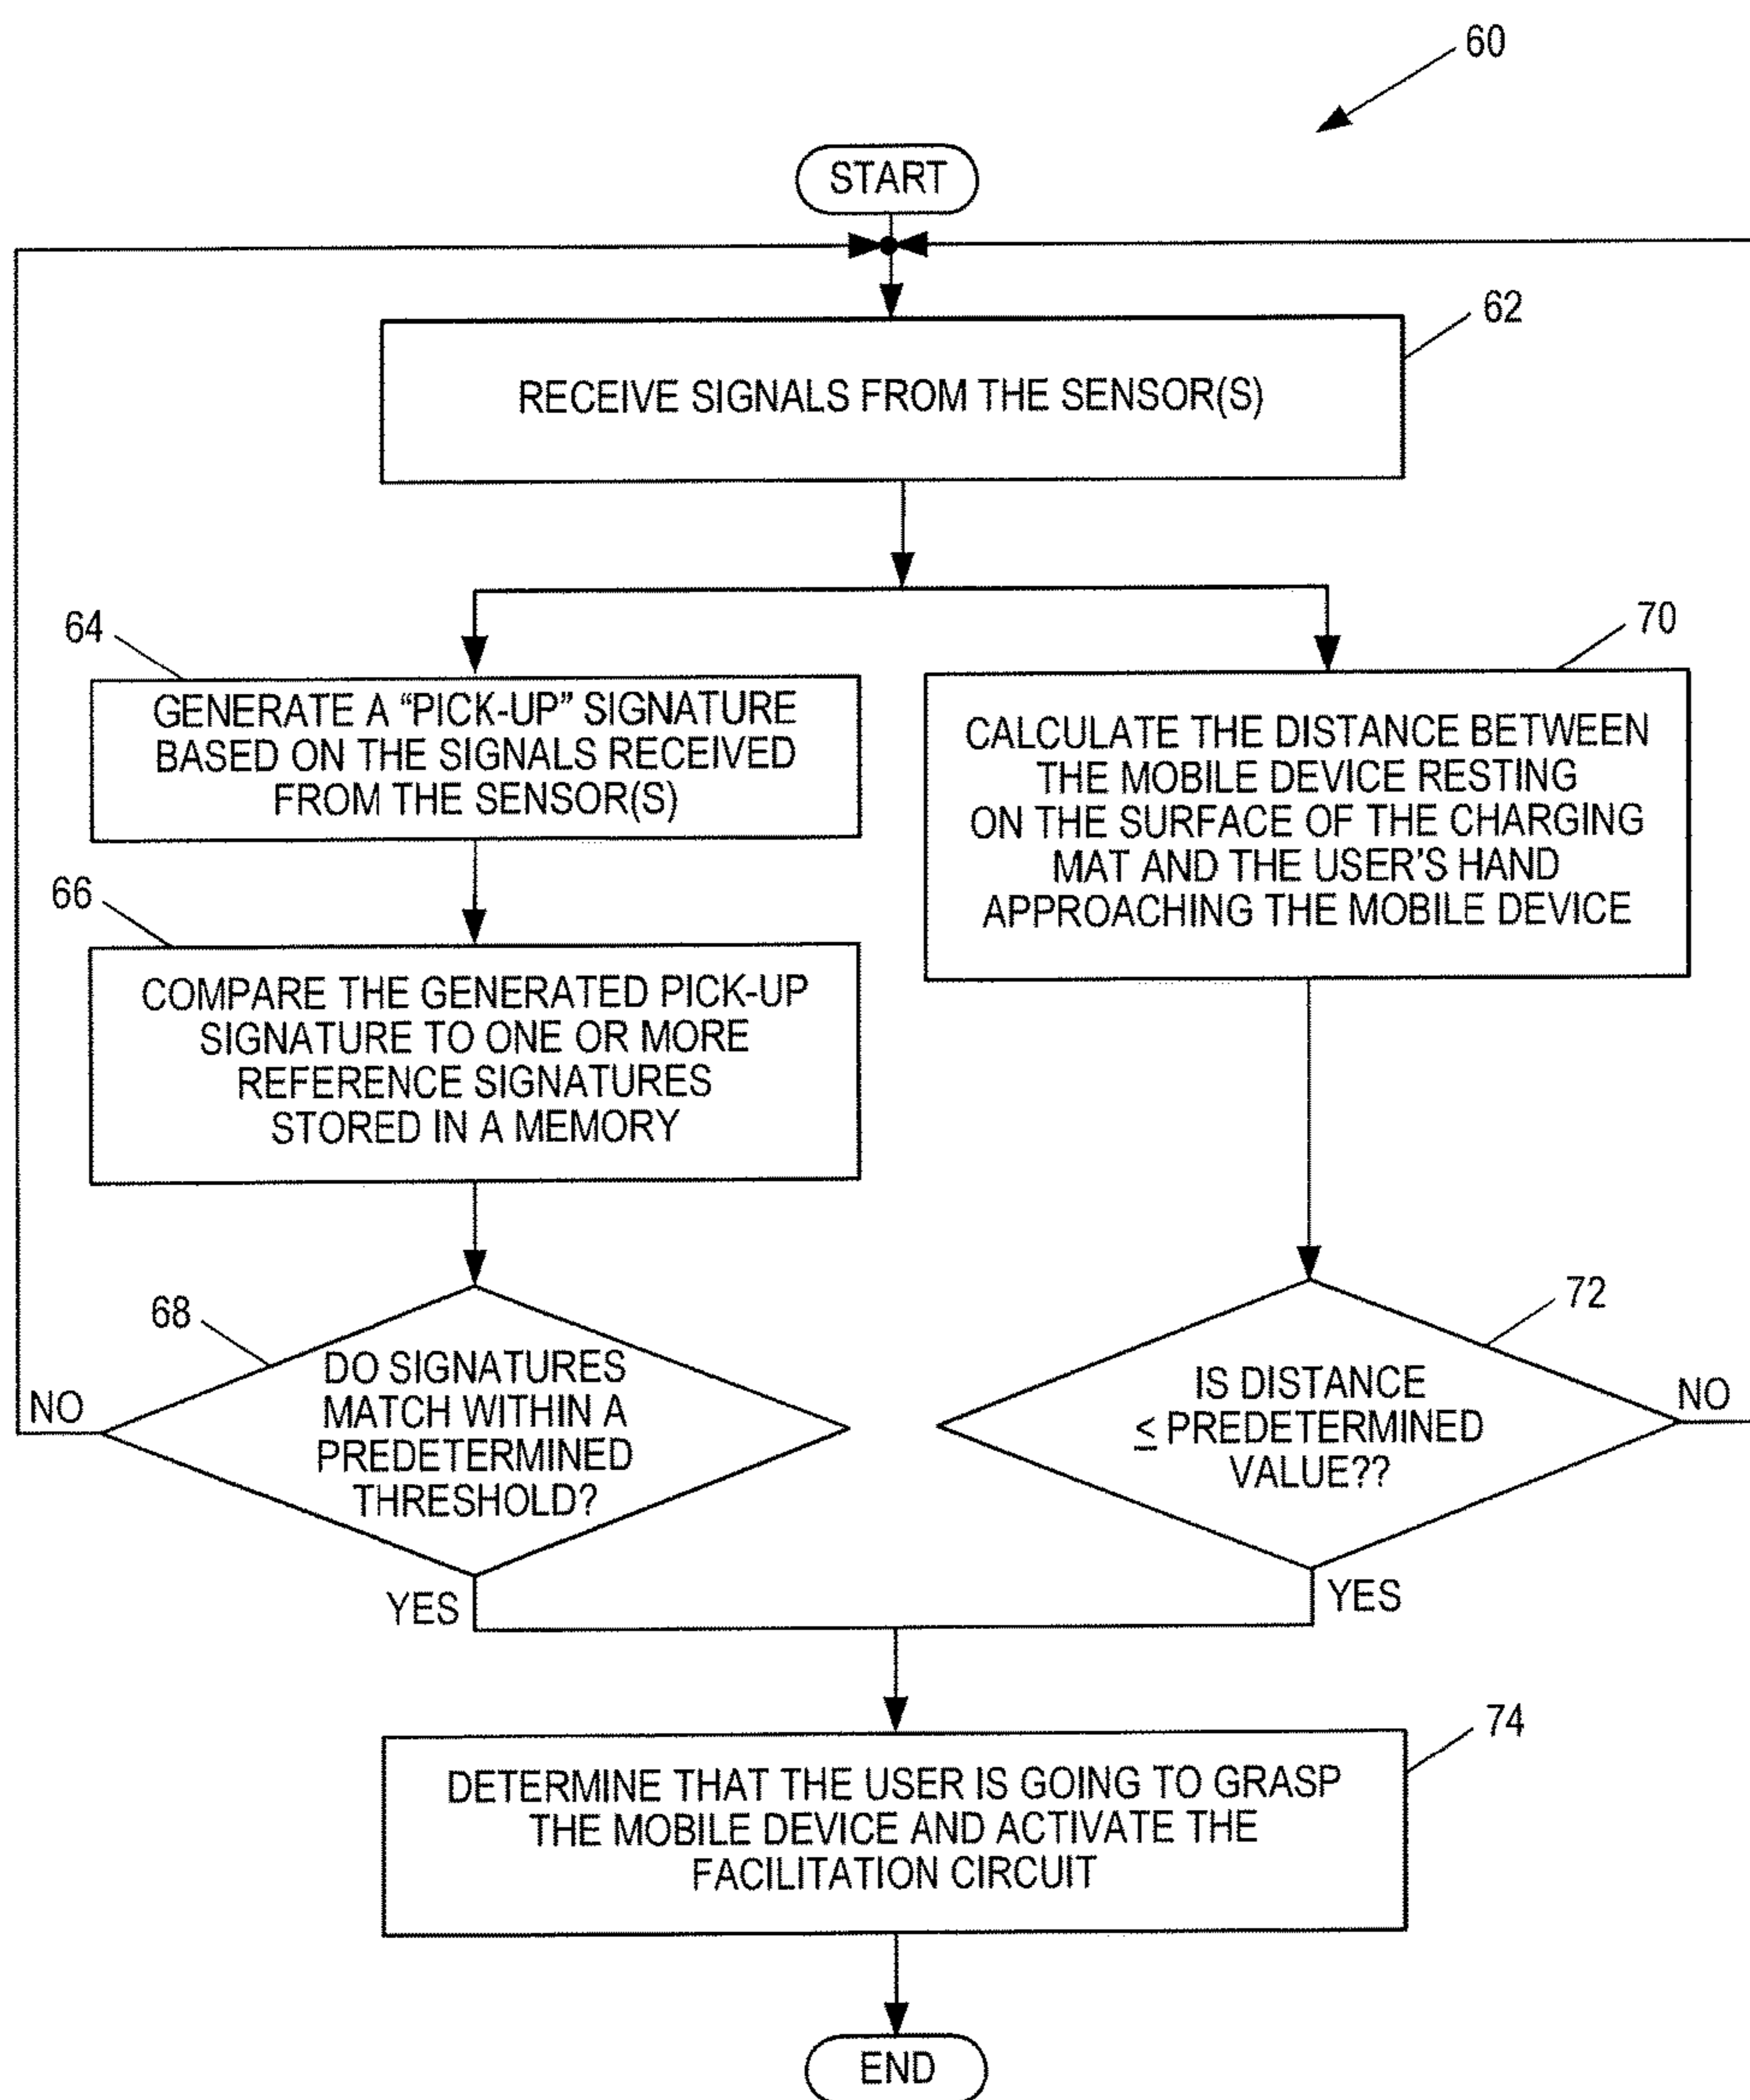 60
START
62
RECEIVE SIGNALS FROM THE SENSOR(S)
64
GENERATE A “PICK-UP” SIGNATURE
BASED ON THE SIGNALS RECEIVED
FROM THE SENSOR(S)
70
CALCULATE THE DISTANCE BETWEEN
THE MOBILE DEVICE RESTING
ON THE SURFACE OF THE CHARGING
MAT AND THE USER'S HAND
APPROACHING THE MOBILE DEVICE
66
COMPARE THE GENERATED PICK-UP
SIGNATURE TO ONE OR MORE
REFERENCE SIGNATURES
STORED IN A MEMORY
68
DO SIGNATURES
MATCH WITHIN A
PREDETERMINED
THRESHOLD?
NO
YES
72
IS DISTANCE
≤ PREDETERMINED
VALUE??
NO
YES
74
DETERMINE THAT THE USER IS GOING TO GRASP
THE MOBILE DEVICE AND ACTIVATE THE
FACILITATION CIRCUIT
END